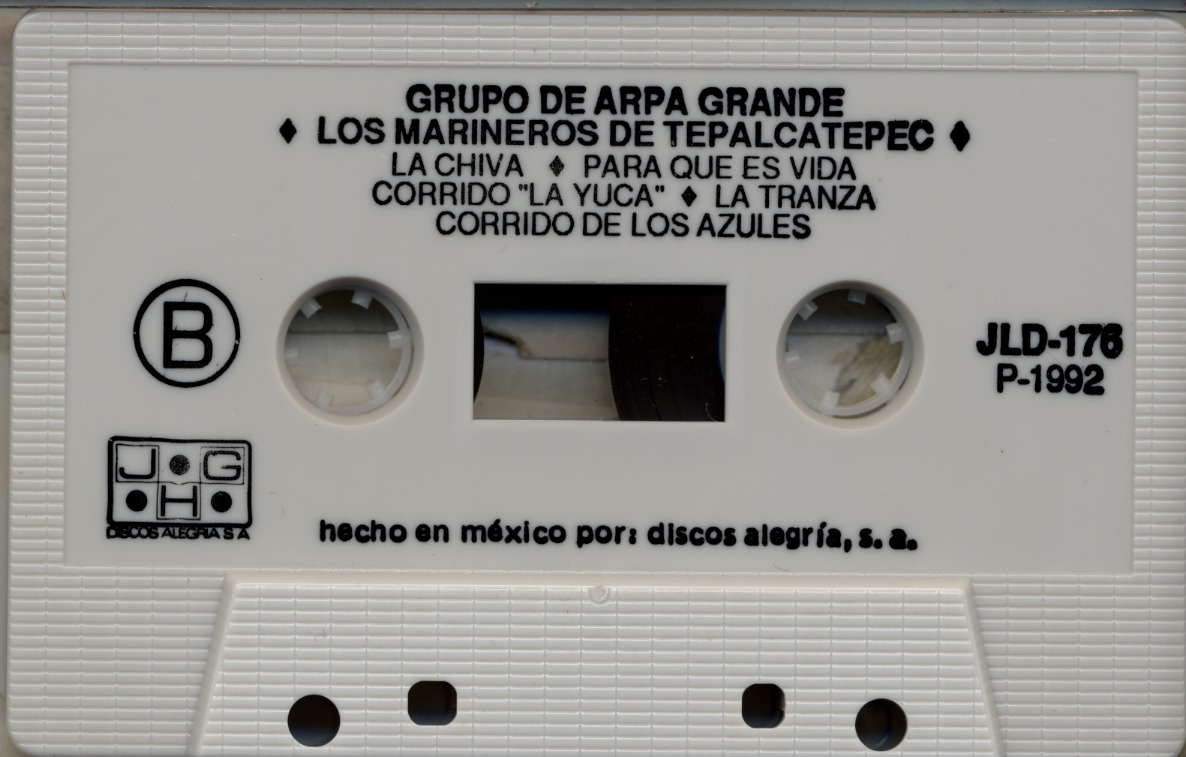 GRUPO DE ARPA GRANDE
♦ LOS MARINEROS DE TEPALCATEPEC ♦
LA CHIVA ♦ PARA QUE ES VIDA
CORRIDO "LA YUCA" ♦ LA TRANZA
CORRIDO DE LOS AZULES
B
JLD-176
P-1992
J G
H
DISCOS ALEGRIA S A
hecho en méxico por: discos alegría, s. a.